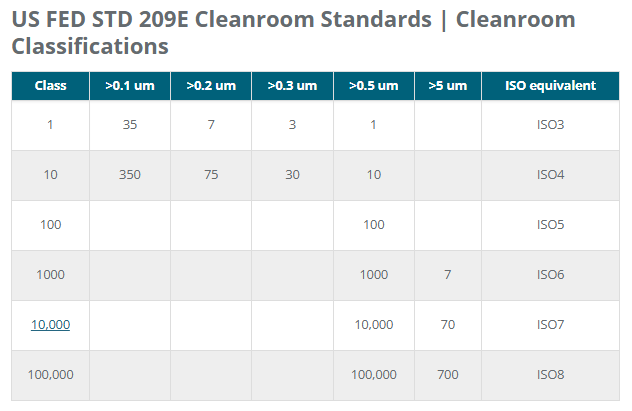 US FED STD 209E Cleanroom Standards | Cleanroom
Classifications
Class >0.1 um >0.2 um >0.3 um >0.5 um >5 um ISO equivalent
1 35 7 3 1 ISO3
10 350 75 30 10 ISO4
100 100 ISO5
1000 1000 7 ISO6
10,000 10,000 70 ISO7
100,000 100,000 700 ISO8